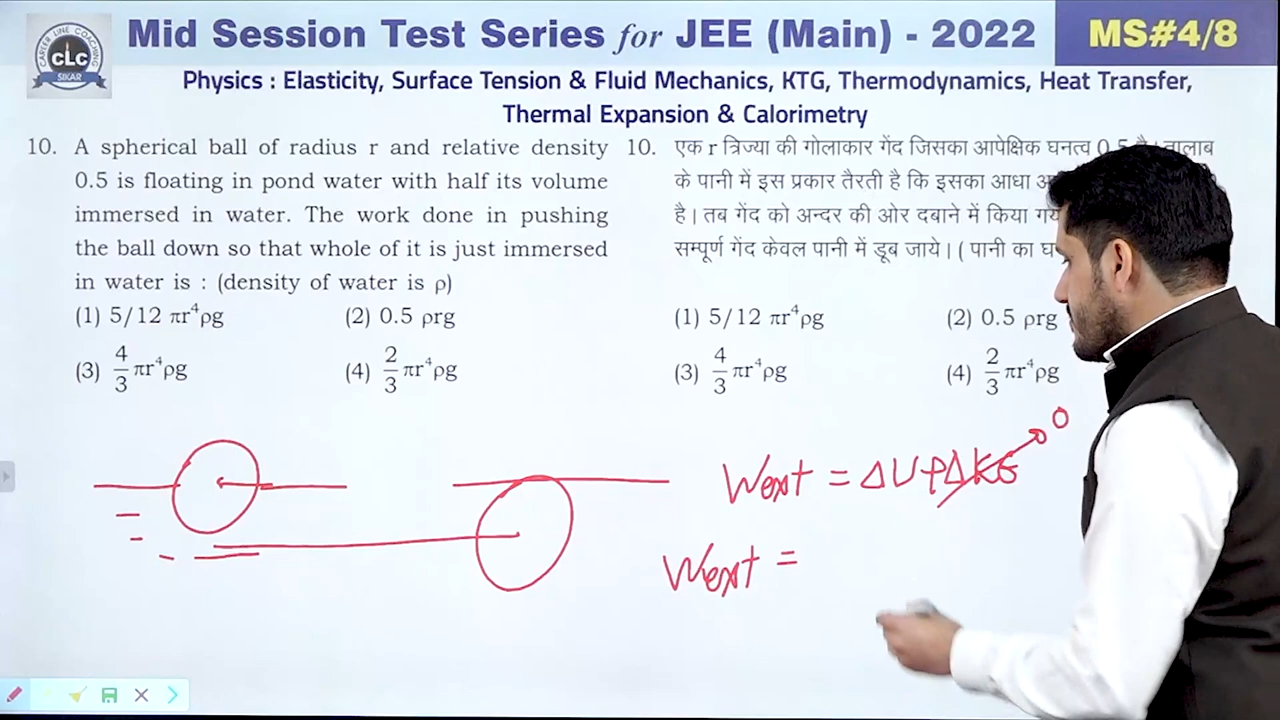 CAREER LINE COACHING
CLC
SIKAR
Mid Session Test Series for JEE (Main) - 2022
MS#4/8
Physics : Elasticity, Surface Tension & Fluid Mechanics, KTG, Thermodynamics, Heat Transfer,
Thermal Expansion & Calorimetry
10. A spherical ball of radius r and relative density
0.5 is floating in pond water with half its volume
immersed in water. The work done in pushing
the ball down so that whole of it is just immersed
in water is : (density of water is ρ)
(1) 5/12 πr⁴ρg (2) 0.5 ρrg
(3) 4/3 πr⁴ρg (4) 2/3 πr⁴ρg
10. एक r त्रिज्या की गोलाकार गेंद जिसका आपेक्षिक घनत्व 0.5 है। तालाब
के पानी में इस प्रकार तैरती है कि इसका आधा
है। तब गेंद को अन्दर की ओर दबाने में किया
सम्पूर्ण गेंद केवल पानी में डूब जाये। ( पानी का
(1) 5/12 πr⁴ρg (2) 0.5 ρrg
(3) 4/3 πr⁴ρg (4) 2/3 πr⁴ρg
Wext = ΔU+ΔKE 0
Wext =